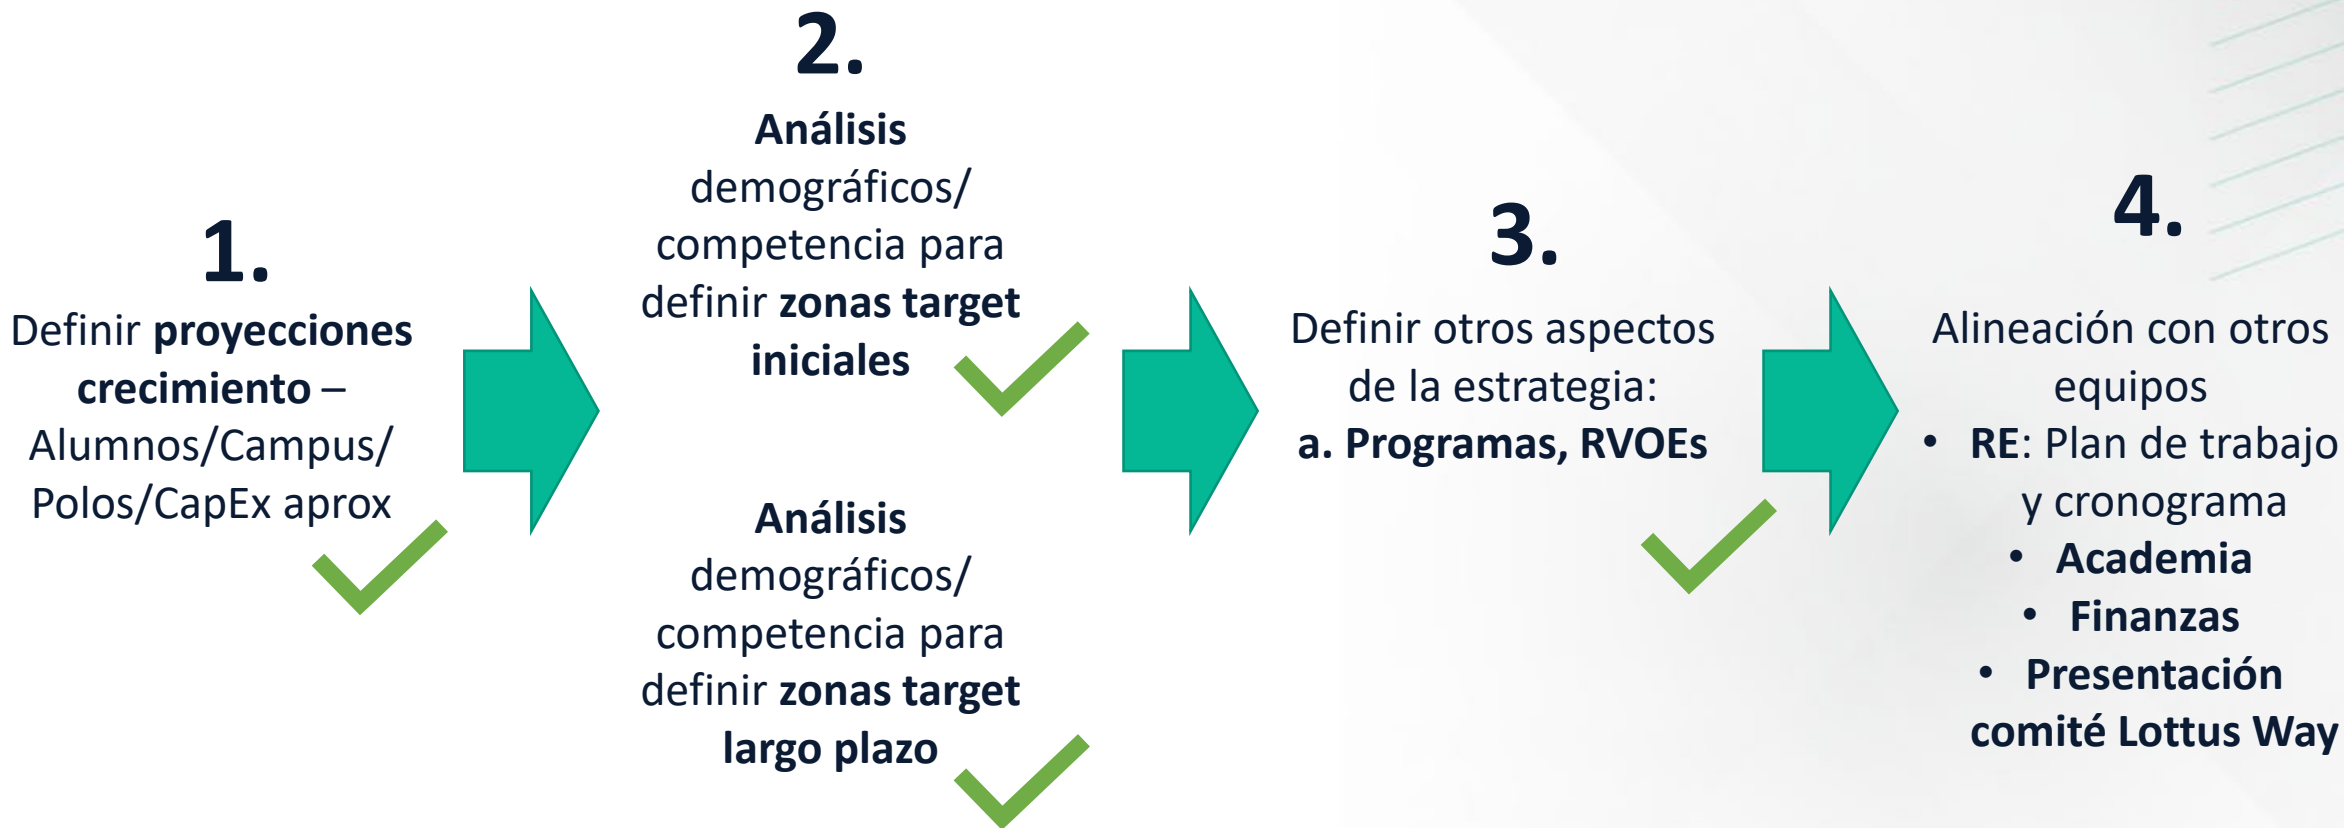 1.
Definir proyecciones
crecimiento –
Alumnos/Campus/
Polos/CapEx aprox
2.
Análisis
demográficos/
competencia para
definir zonas target
iniciales
Análisis
demográficos/
competencia para
definir zonas target
largo plazo
3.
Definir otros aspectos
de la estrategia:
a. Programas, RVOEs
4.
Alineación con otros
equipos
• RE: Plan de trabajo
y cronograma
• Academia
• Finanzas
• Presentación
comité Lottus Way